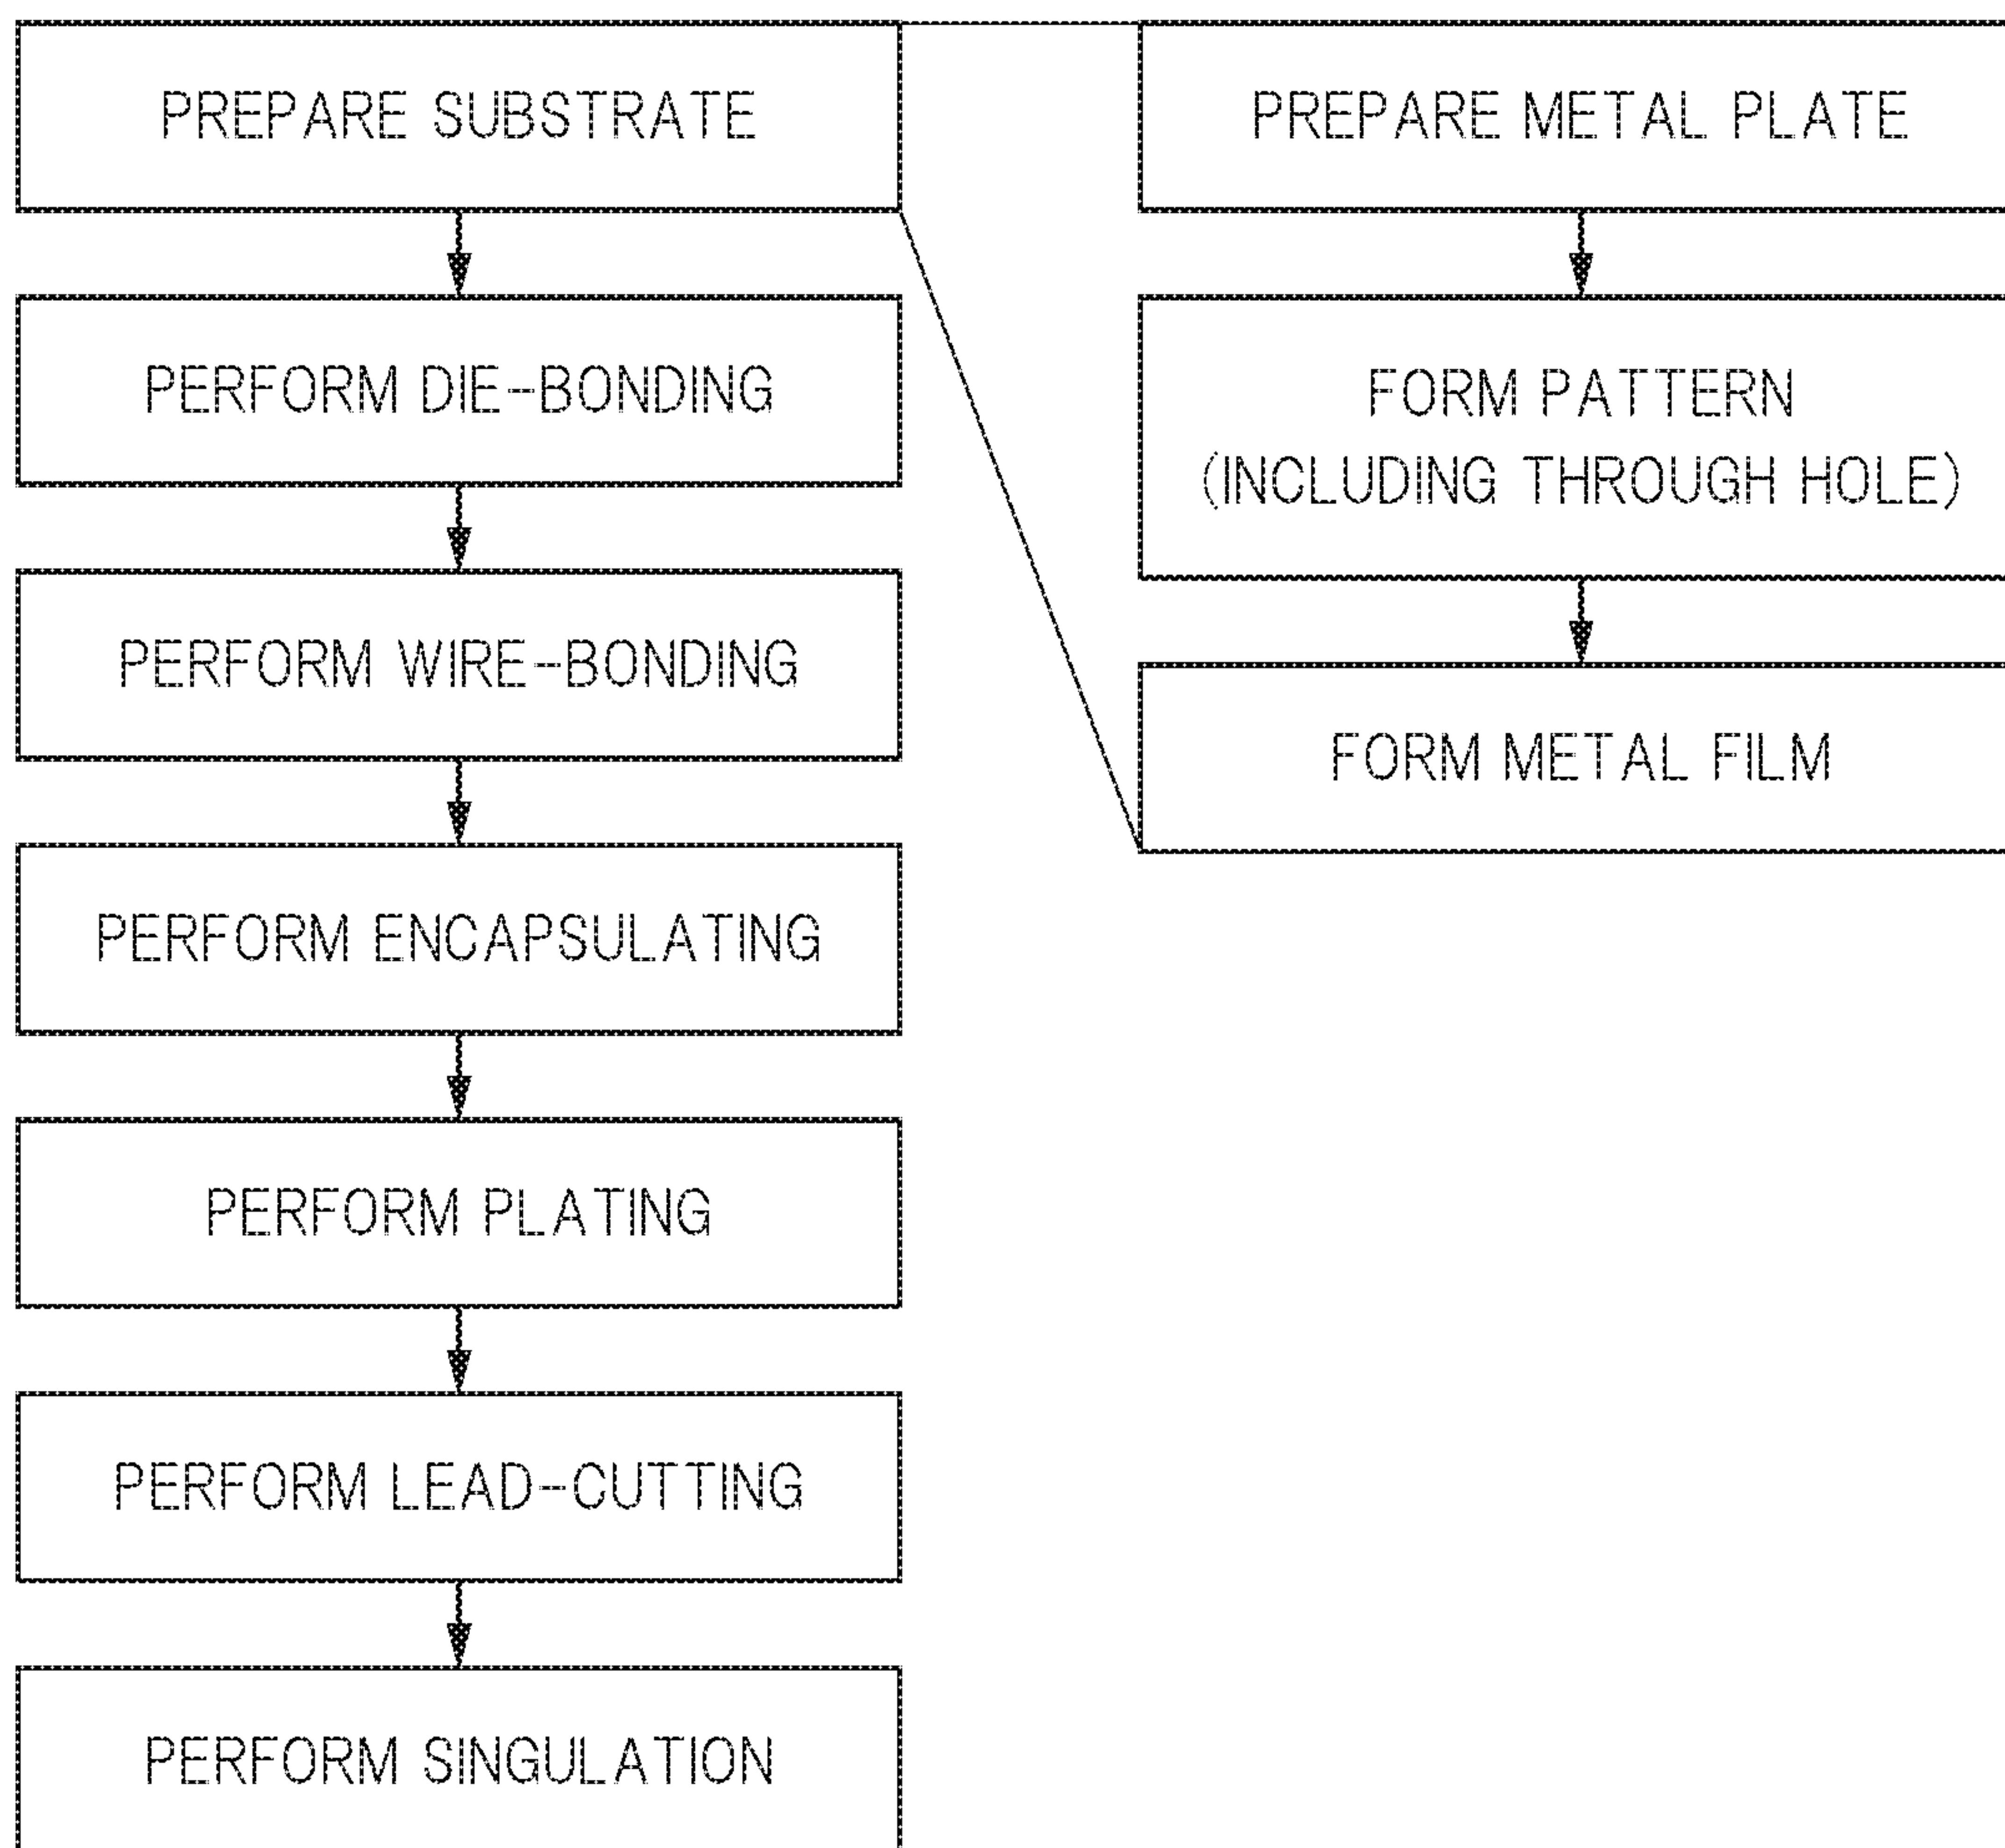 PREPARE SUBSTRATE
PERFORM DIE-BONDING
PERFORM WIRE-BONDING
PERFORM ENCAPSULATING
PERFORM PLATING
PERFORM LEAD-CUTTING
PERFORM SINGULATION
PREPARE METAL PLATE
FORM PATTERN
(INCLUDING THROUGH HOLE)
FORM METAL FILM